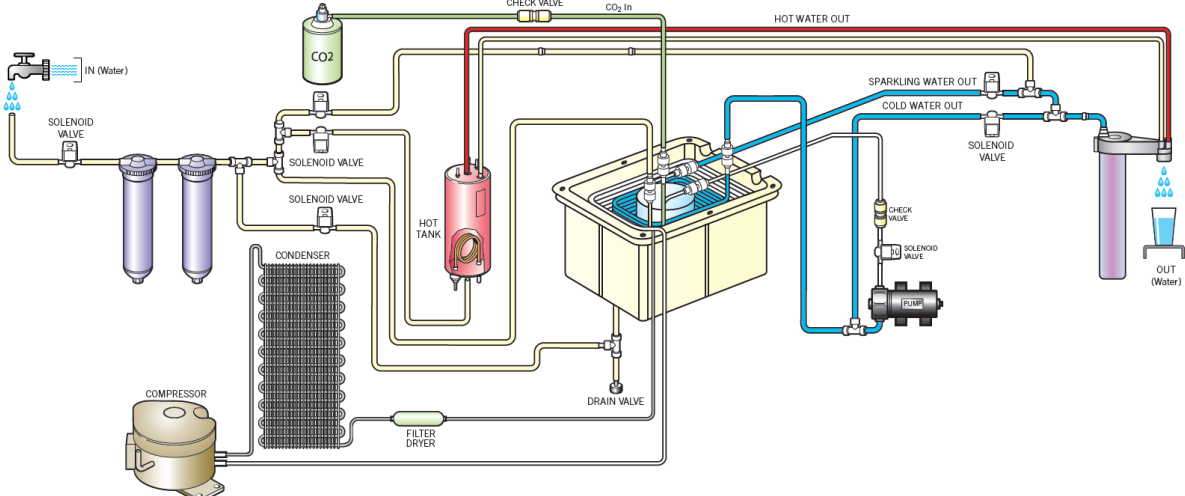 CHECK VALVE
CO2 In
HOT WATER OUT
CO2
IN (Water)
SPARKLING WATER OUT
COLD WATER OUT
SOLENOID
VALVE
SOLENOID VALVE
SOLENOID
VALVE
SOLENOID VALVE
HOT
TANK
CHECK
VALVE
SOLENOID
VALVE
CONDENSER
OUT
(Water)
PUMP
DRAIN VALVE
COMPRESSOR
FILTER
DRYER